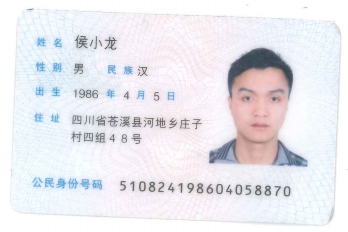 姓名 侯小龙
性别 男 民族 汉
出生 1986 年 4 月 5 日
住址 四川省苍溪县河地乡庄子
村四组48号
公民身份号码 510824198604058870